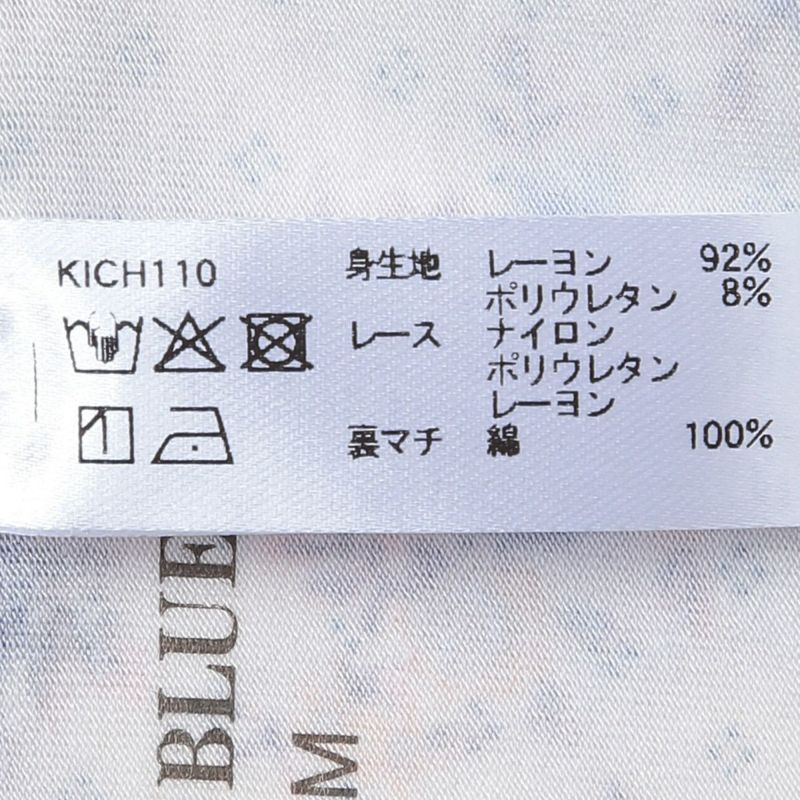 KICH110
身生地 レーヨン 92%
ポリウレタン 8%
レース ナイロン
ポリウレタン
レーヨン
裏マチ 綿 100%
BLUE
M